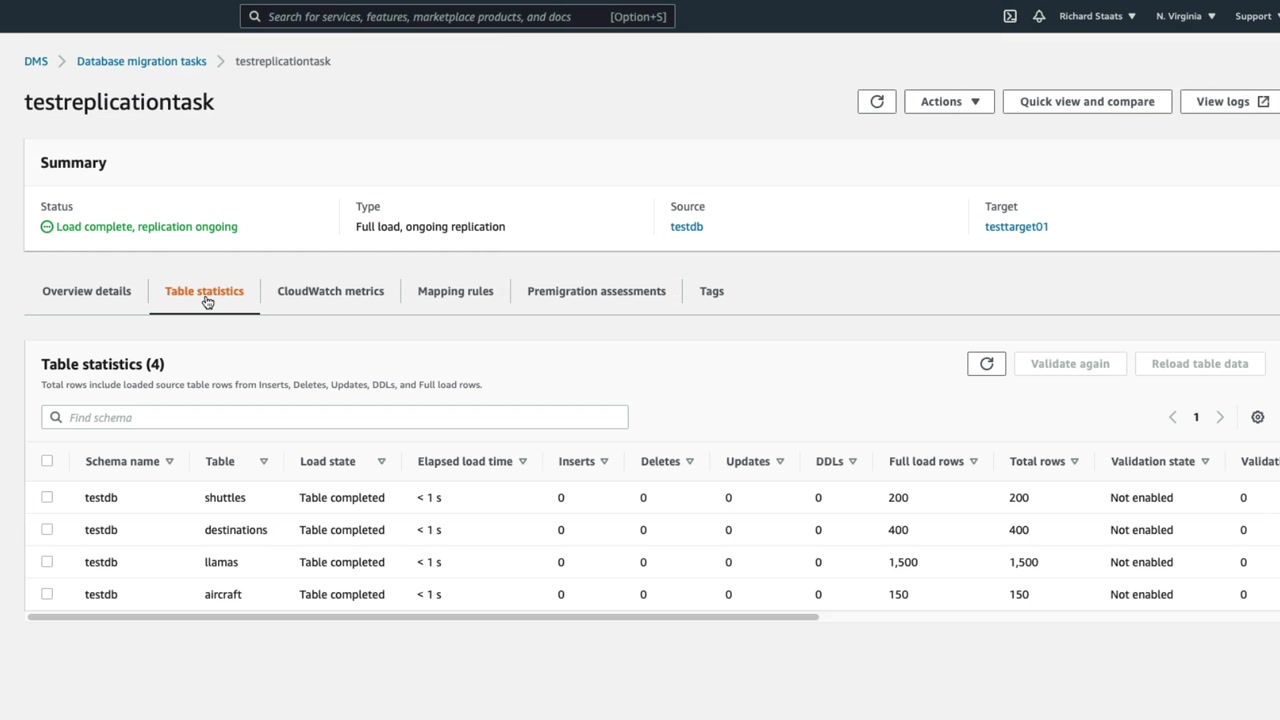 Search for services, features, marketplace products, and docs [Option+S] Richard Staats N. Virginia Support
DMS Database migration tasks testreplicationtask
testreplicationtask
Actions Quick view and compare View logs
Summary
Status Type Source Target
Load complete, replication ongoing Full load, ongoing replication testdb testtarget01
Overview details Table statistics CloudWatch metrics Mapping rules Premigration assessments Tags
Table statistics (4)
Validate again Reload table data
Total rows include loaded source table rows from Inserts, Deletes, Updates, DDLs, and Full load rows.
Find schema
1
Schema name Table Load state Elapsed load time Inserts Deletes Updates DDLs Full load rows Total rows Validation state
testdb shuttles Table completed < 1 s 0 0 0 0 200 200 Not enabled 0
testdb destinations Table completed < 1 s 0 0 0 0 400 400 Not enabled 0
testdb llamas Table completed < 1 s 0 0 0 0 1,500 1,500 Not enabled 0
testdb aircraft Table completed < 1 s 0 0 0 0 150 150 Not enabled 0